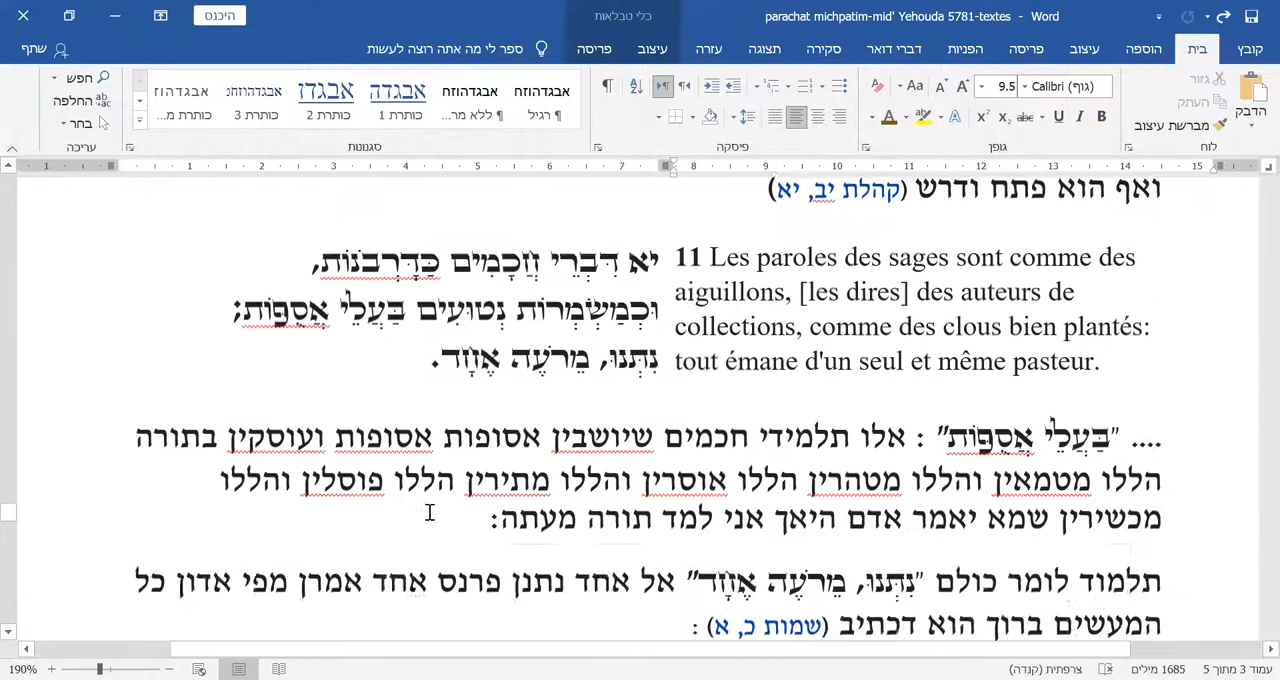 היכנס
כלי טבלאות
parachat michpatim-mid' Yehouda 5781-textes - Word
קובץ
בית
הוספה
עיצוב
פריסה
הפניות
דברי דואר
סקירה
תצוגה
עזרה
עיצוב
פריסה
ספר לי מה אתה רוצה לעשות
שתף
הדבק
גזור
העתק
מברשת עיצוב
לוח
Calibri (גוף)
9.5
גופן
פיסקה
אבגדהוזו
¶ רגיל
אבגדהוזח
¶ ללא מר...
אבגדה
כותרת 1
אבגדה
כותרת 2
אבגדהוזחנ
כותרת 3
אבגדהוז
כותרת מ...
סגנונות
חפש
החלפה
בחר
עריכה
ואף הוא פתח ודרש (קהלת יב, יא)
יא דִּבְרֵי חֲכָמִים כַּדָּרְבֹנוֹת,
וּכְמַשְׂמְרוֹת נְטוּעִים בַּעֲלֵי אֲסֻפּוֹת;
נִתְּנוּ, מֵרֹעֶה אֶחָד.
11 Les paroles des sages sont comme des
aiguillons, [les dires] des auteurs de
collections, comme des clous bien plantés:
tout émane d'un seul et même pasteur.
.... "בַּעֲלֵי אֲסֻפּוֹת" : אלו תלמידי חכמים שיושבין אסופות אסופות ועוסקין בתורה
הללו מטמאין והללו מטהרין הללו אוסרין והללו מתירין הללו פוסלין והללו
מכשירין שמא יאמר אדם היאך אני למד תורה מעתה:
תלמוד לומר כולם "נִתְּנוּ, מֵרֹעֶה אֶחָד" אל אחד נתנן פרנס אחד אמרן מפי אדון כל
המעשים ברוך הוא דכתיב (שמות כ, א) :
עמוד 3 מתוך 5
1685 מילים
צרפתית (קנדה)
190%